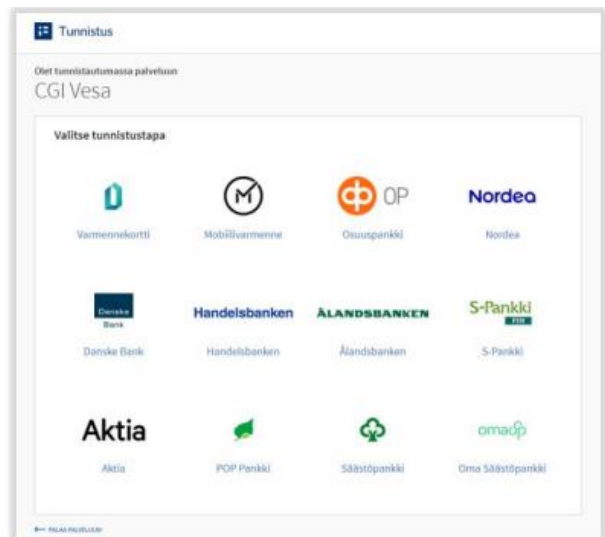 Tunnistus
Olet tunnistautumassa palveluun
CGI Vesa
Valitse tunnistustapa
OP Nordea
Varmennekortti Mobiilivarmenne Osuuspankki Nordea
Danske Bank Handelsbanken ÅLANDSBANKEN S-Pankki
Danske Bank Handelsbanken Ålandsbanken S-Pankki
Aktia omasp
Aktia POP Pankki Säästöpankki Oma Säästöpankki
PALAA PALVELUUN